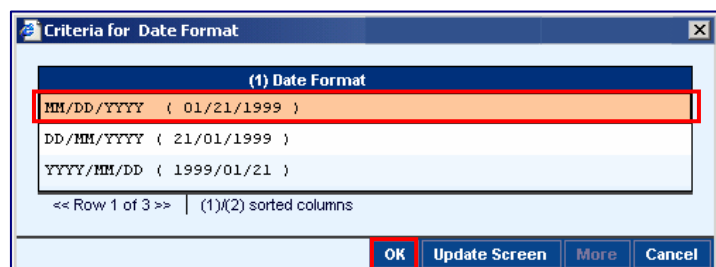 Criteria for Date Format
(1) Date Format
MM/DD/YYYY ( 01/21/1999 )
DD/MM/YYYY ( 21/01/1999 )
YYYY/MM/DD ( 1999/01/21 )
<< Row 1 of 3 >> | (1)/(2) sorted columns
OK Update Screen More Cancel